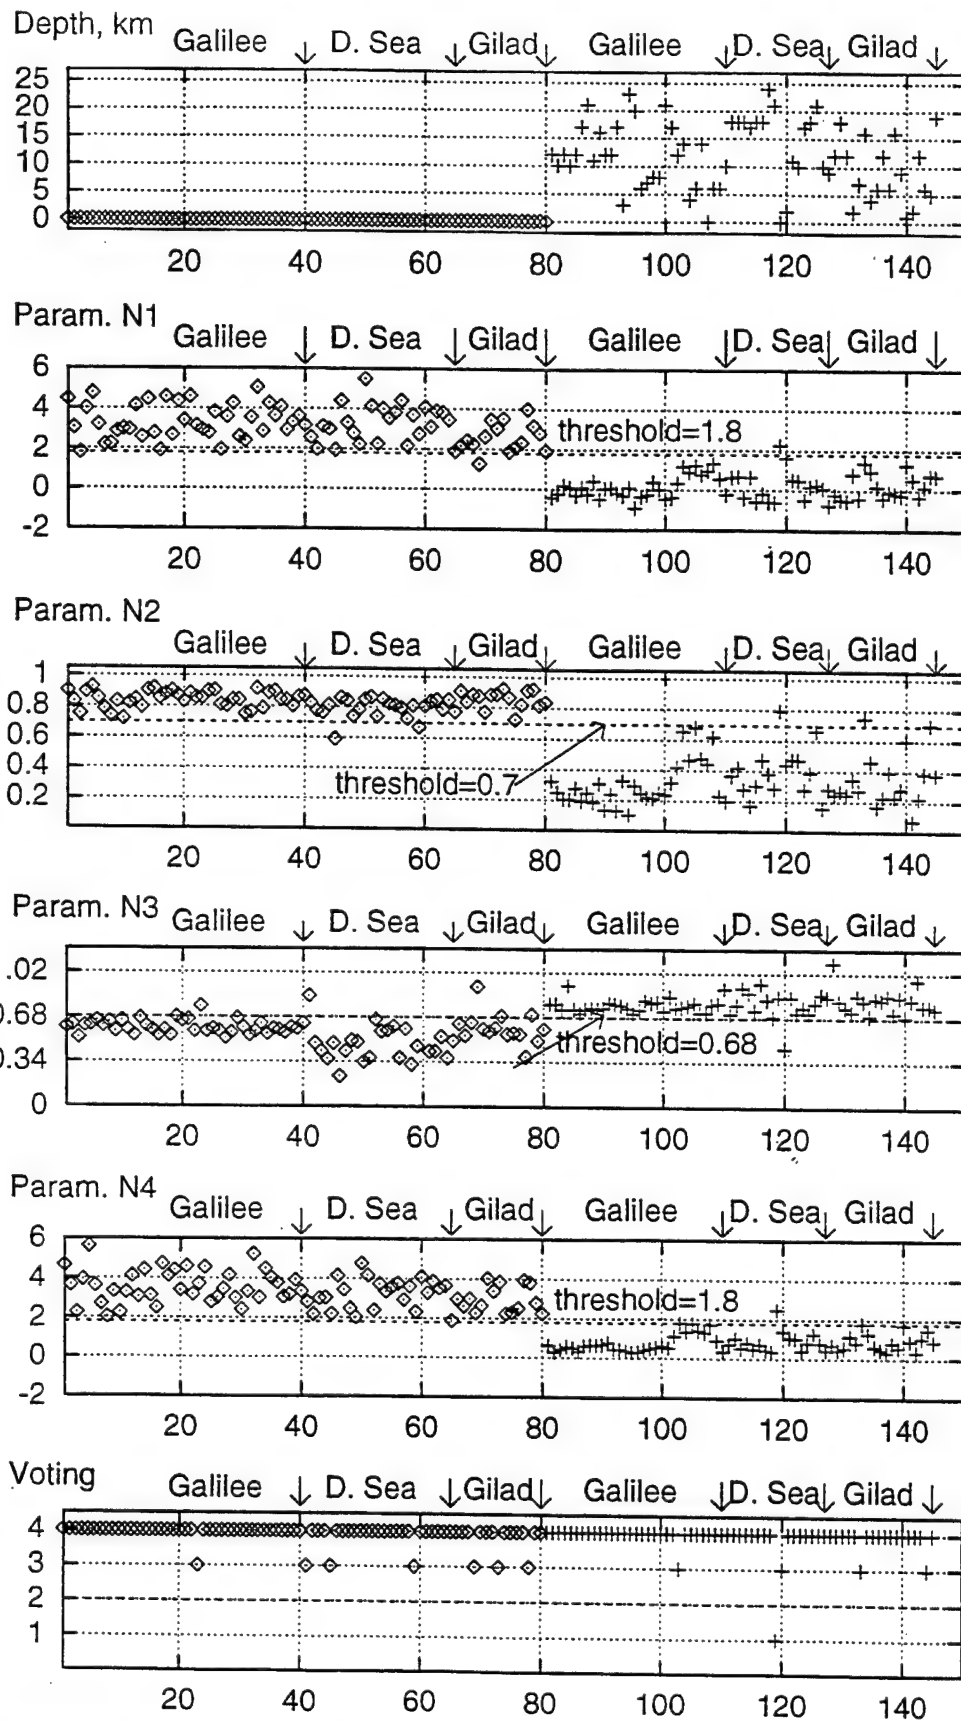 Depth, km
Galilee D. Sea Gilad Galilee D. Sea Gilad
25
20
15
10
5
0
20 40 60 80 100 120 140
Param. N1
Galilee D. Sea Gilad Galilee D. Sea Gilad
6
4
threshold=1.8
2
0
-2
20 40 60 80 100 120 140
Param. N2
Galilee D. Sea Gilad Galilee D. Sea Gilad
1
0.8
0.6
0.4
threshold=0.7
0.2
20 40 60 80 100 120 140
Param. N3
Galilee D. Sea Gilad Galilee D. Sea Gilad
.02
.68
threshold=0.68
0.34
0
20 40 60 80 100 120 140
Param. N4
Galilee D. Sea Gilad Galilee D. Sea Gilad
6
4
threshold=1.8
2
0
-2
20 40 60 80 100 120 140
Voting
Galilee D. Sea Gilad Galilee D. Sea Gilad
4
3
2
1
20 40 60 80 100 120 140